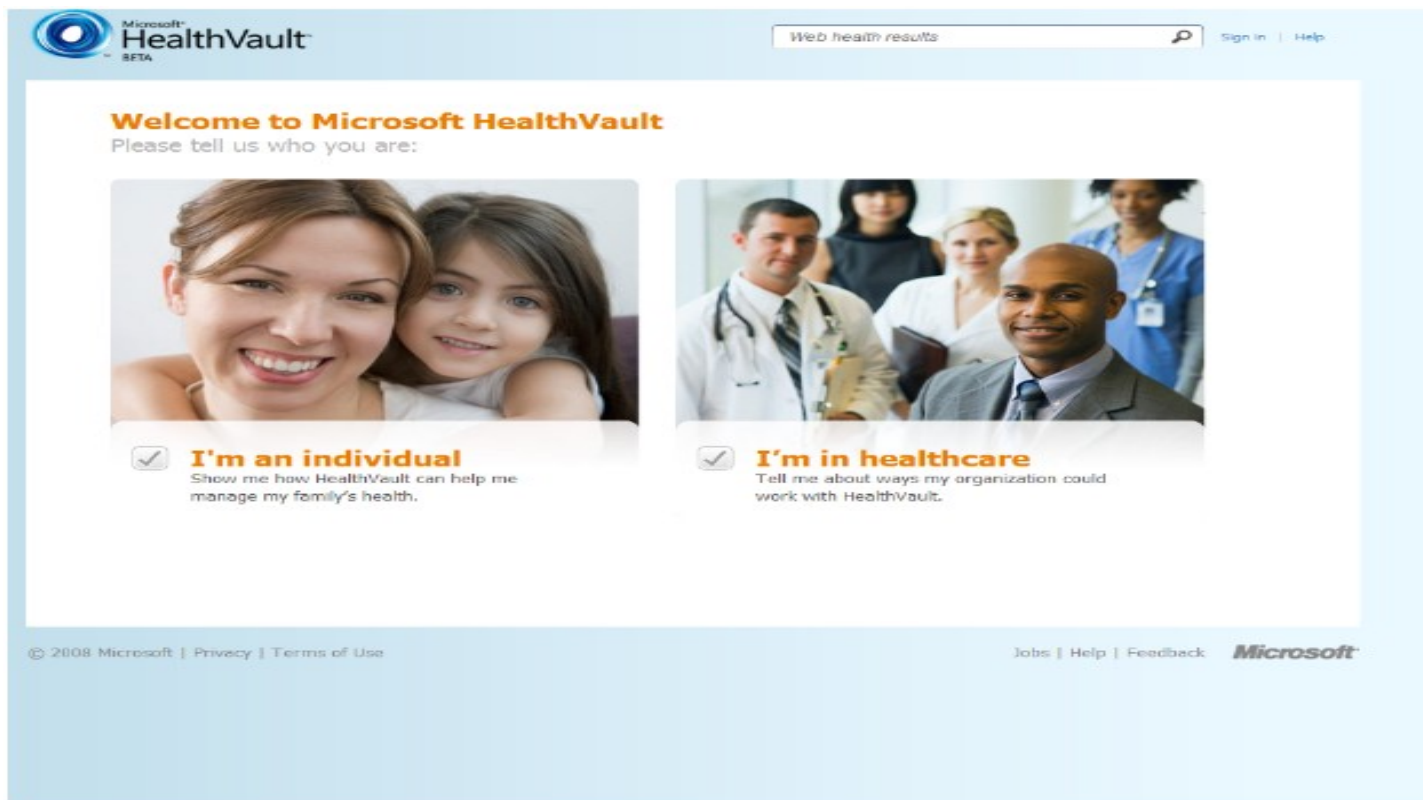 Microsoft
HealthVault
BETA
Web health results
Sign in | Help
Welcome to Microsoft HealthVault
Please tell us who you are:
I'm an individual
Show me how HealthVault can help me
manage my family's health.
I'm in healthcare
Tell me about ways my organization could
work with HealthVault.
© 2008 Microsoft | Privacy | Terms of Use
Jobs | Help | Feedback
Microsoft